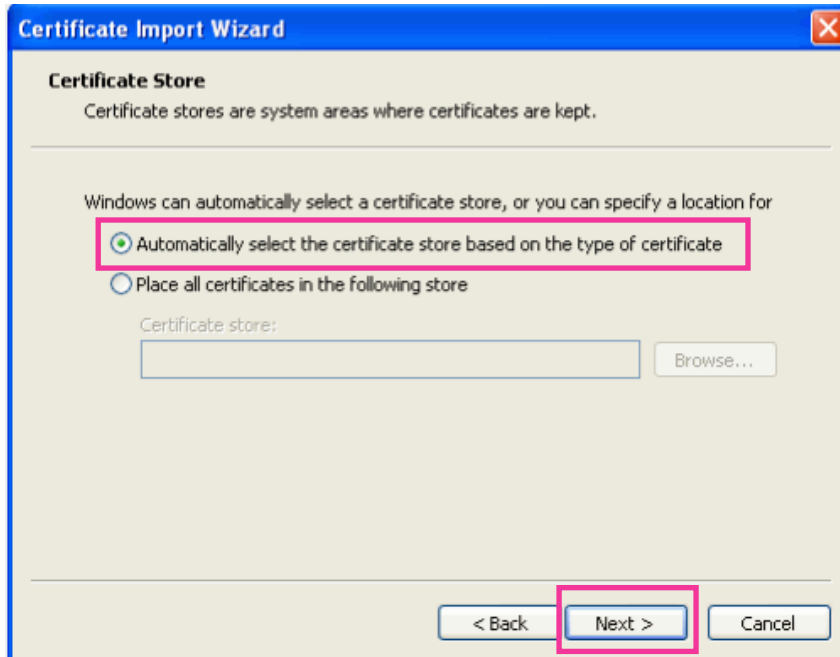 Certificate Import Wizard
Certificate Store
Certificate stores are system areas where certificates are kept.
Windows can automatically select a certificate store, or you can specify a location for
Automatically select the certificate store based on the type of certificate
Place all certificates in the following store
Certificate store:
Browse...
< Back
Next >
Cancel